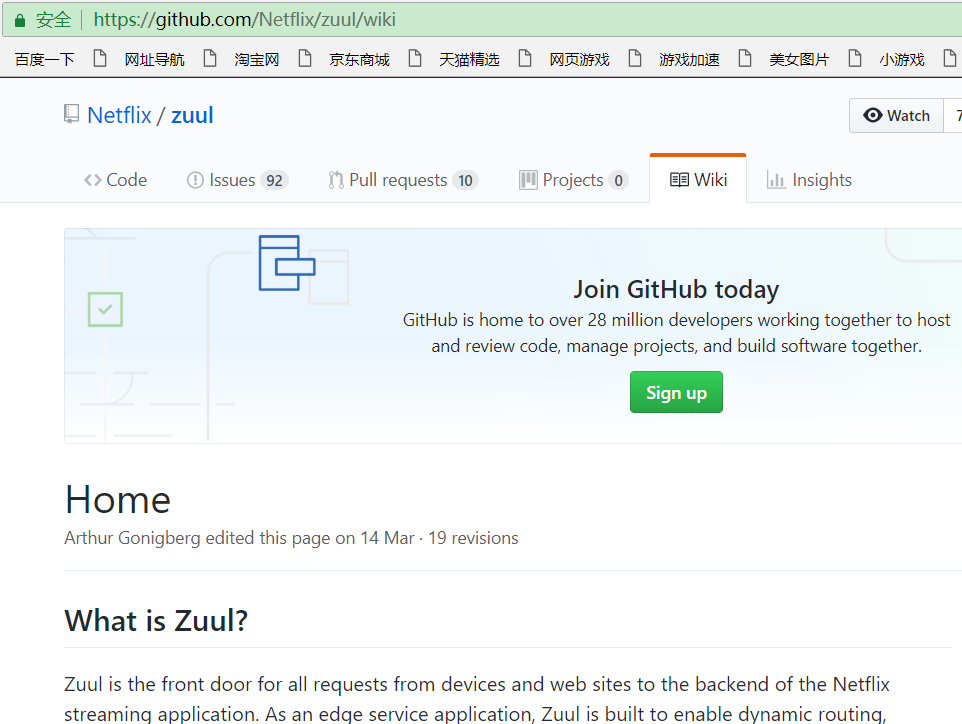 安全 https://github.com/Netflix/zuul/wiki
百度一下 网址导航 淘宝网 京东商城 天猫精选 网页游戏 游戏加速 美女图片 小游戏
Netflix / zuul
Watch 7
Code Issues 92 Pull requests 10 Projects 0 Wiki Insights
Join GitHub today
GitHub is home to over 28 million developers working together to host
and review code, manage projects, and build software together.
Sign up
Home
Arthur Gonigberg edited this page on 14 Mar · 19 revisions
What is Zuul?
Zuul is the front door for all requests from devices and web sites to the backend of the Netflix
streaming application. As an edge service application, Zuul is built to enable dynamic routing,